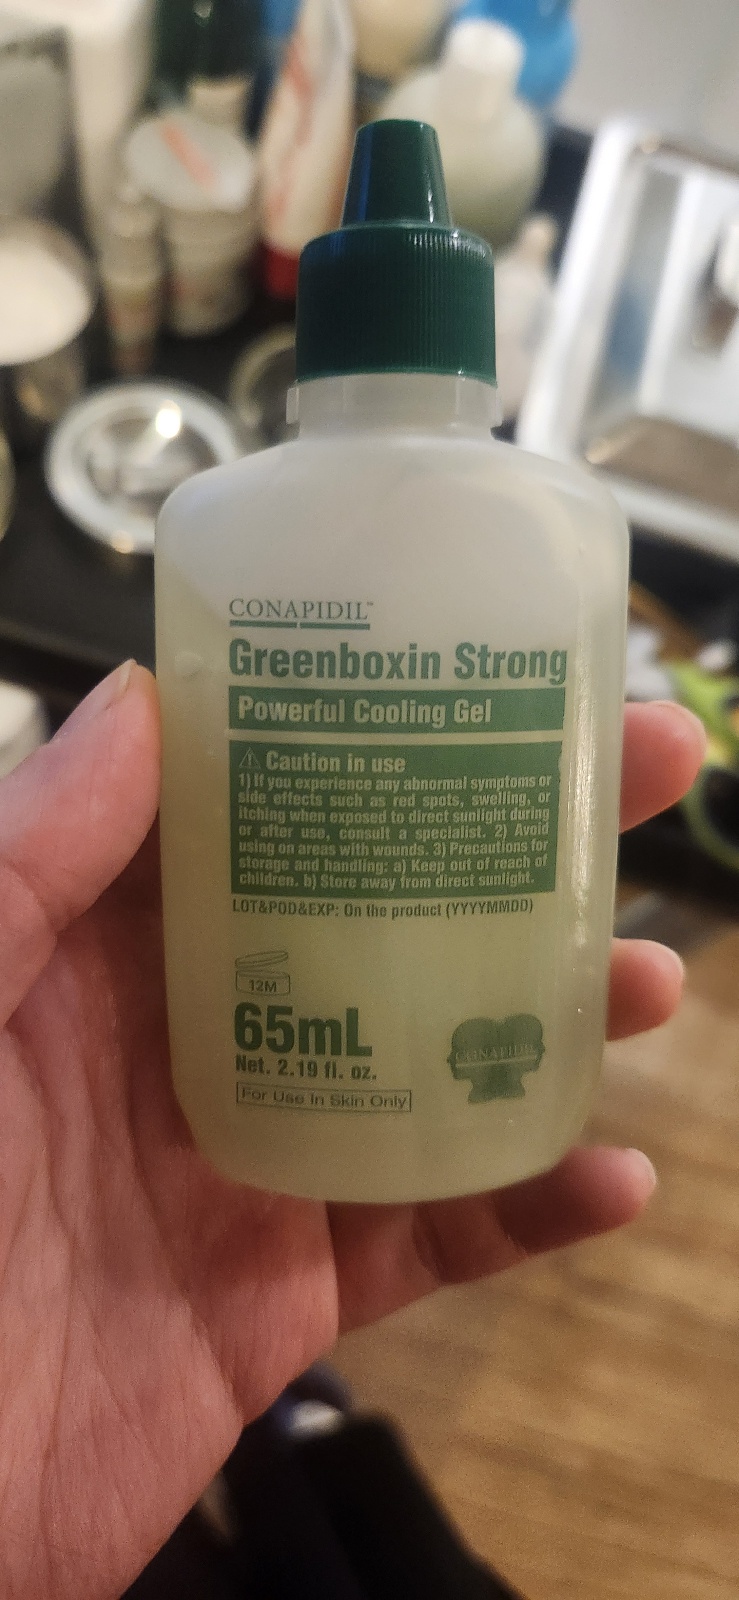 CONAPIDIL™
Greenboxin Strong
Powerful Cooling Gel
Caution in use
1) If you experience any abnormal symptoms or
side effects such as red spots, swelling, or
itching when exposed to direct sunlight during
or after use, consult a specialist. 2) Avoid
using on areas with wounds. 3) Precautions for
storage and handling: a) Keep out of reach of
children. b) Store away from direct sunlight.
LOT&POD&EXP: On the product (YYYYMMDD)
12M
65mL
Net. 2.19 fl. oz.
CONAPIDIL
For Use In Skin Only